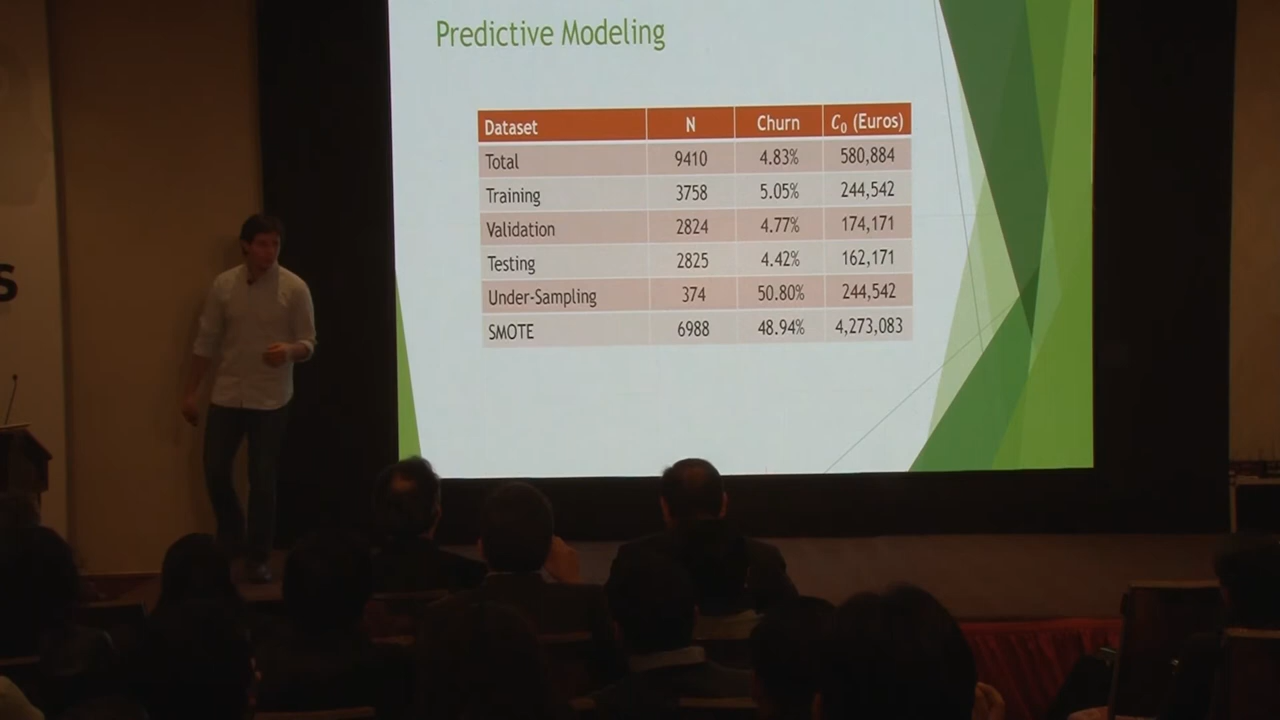 Predictive Modeling
Dataset N Churn C₀ (Euros)
Total 9410 4.83% 580,884
Training 3758 5.05% 244,542
Validation 2824 4.77% 174,171
Testing 2825 4.42% 162,171
Under-Sampling 374 50.80% 244,542
SMOTE 6988 48.94% 4,273,083
s